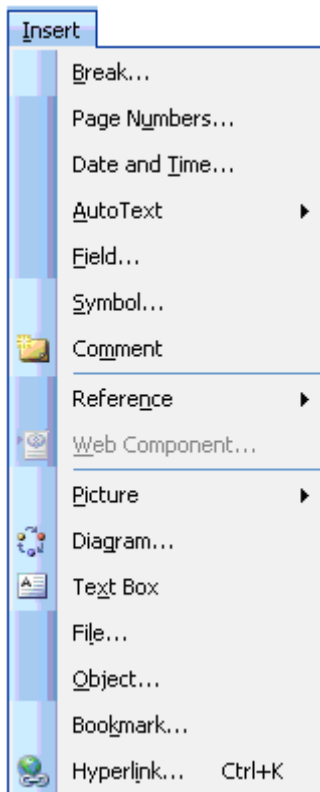 Insert
Break...
Page Numbers...
Date and Time...
AutoText
Field...
Symbol...
Comment
Reference
Web Component...
Picture
Diagram...
Text Box
File...
Object...
Bookmark...
Hyperlink... Ctrl+K